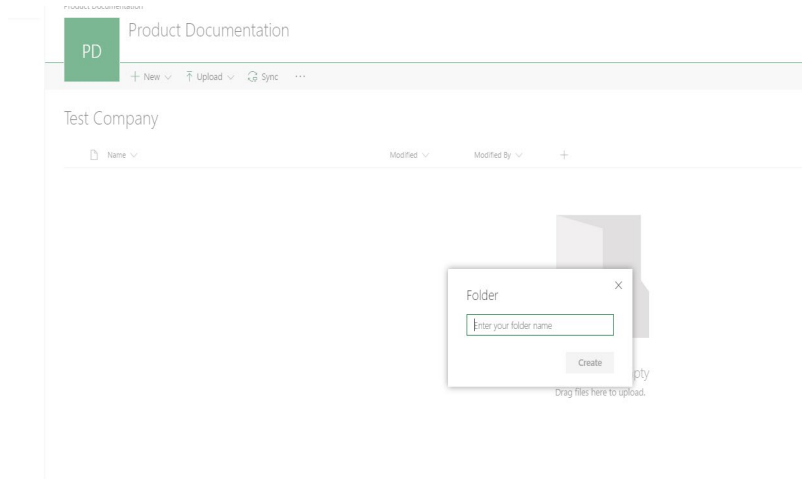 Product Documentation
PD
Product Documentation
New
Upload
Sync
Test Company
Name
Modified
Modified By
Folder
Enter your folder name
Create
pty
Drag files here to upload.